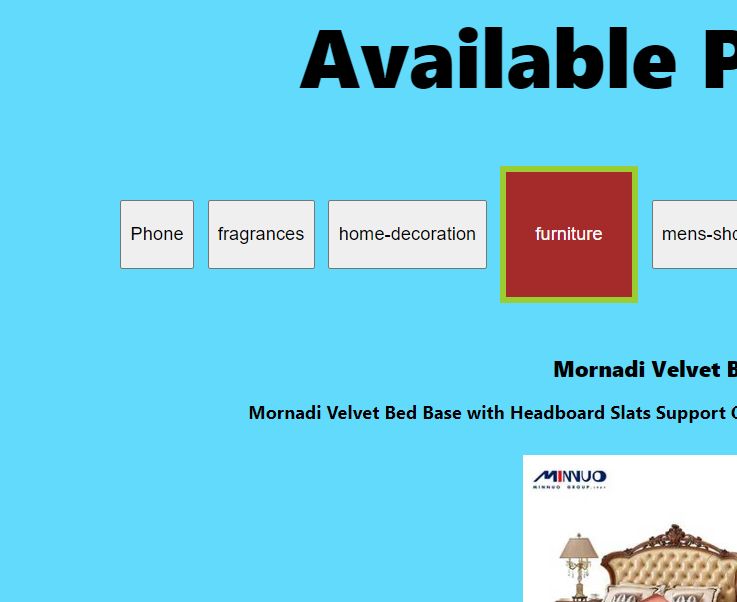 Available P
Phone
fragrances
home-decoration
furniture
mens-sho
Mornadi Velvet B
Mornadi Velvet Bed Base with Headboard Slats Support
MINNUO
MINNUO GROUP